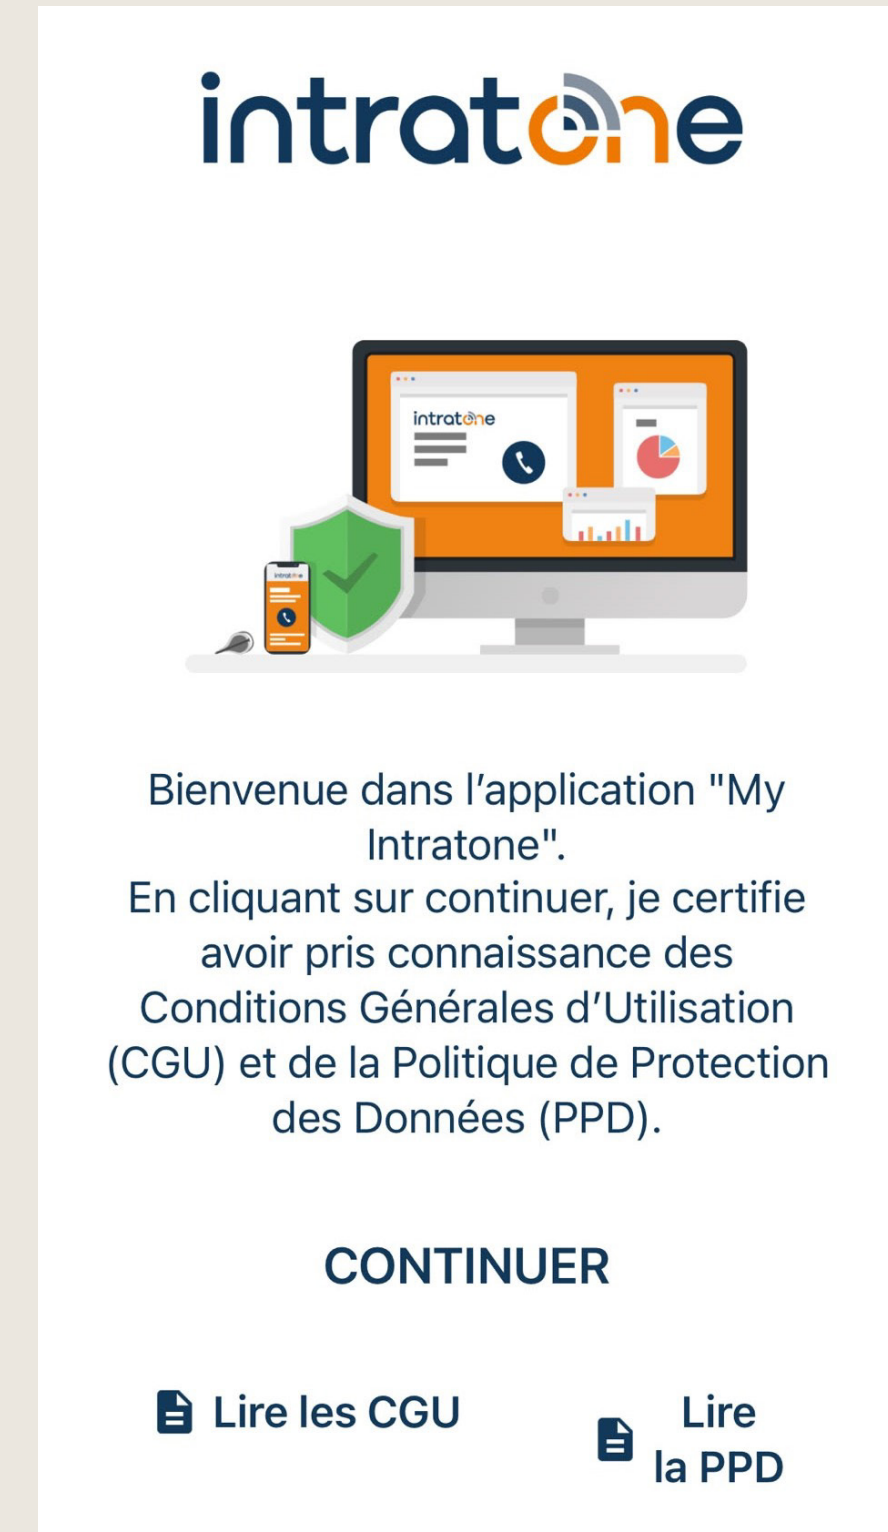 intratone
intratone
intratone
Bienvenue dans l’application "My
Intratone".
En cliquant sur continuer, je certifie
avoir pris connaissance des
Conditions Générales d’Utilisation
(CGU) et de la Politique de Protection
des Données (PPD).
CONTINUER
Lire les CGU
Lire
la PPD